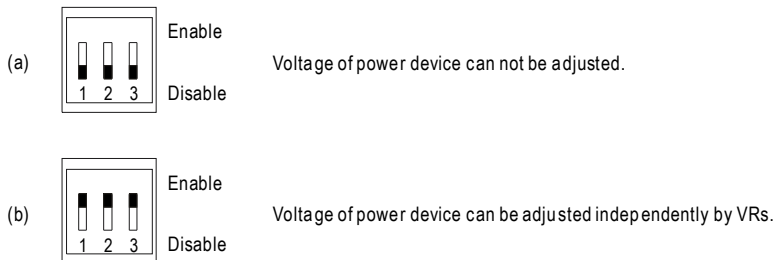 Enable
(a)
Voltage of power device can not be adjusted.
1 2 3
Disable
Enable
(b)
Voltage of power device can be adjusted independently by VRs.
1 2 3
Disable